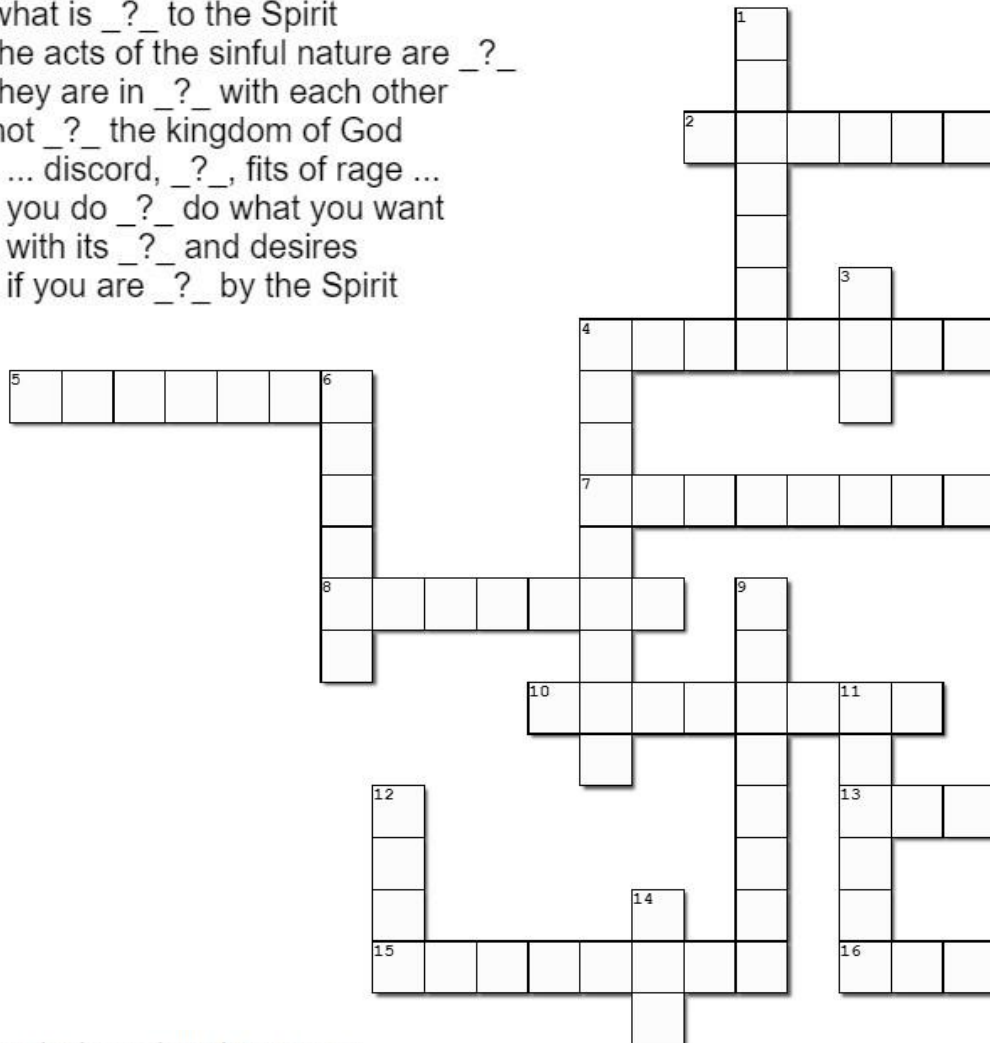 what is _?_ to the Spirit
he acts of the sinful nature are _?_
hey are in _?_ with each other
not _?_ the kingdom of God
... discord, _?_, fits of rage ...
you do _?_ do what you want
with its _?_ and desires
if you are _?_ by the Spirit
1
2
3
4
5 6
7
8 9
10 11
12 13
14
15 16